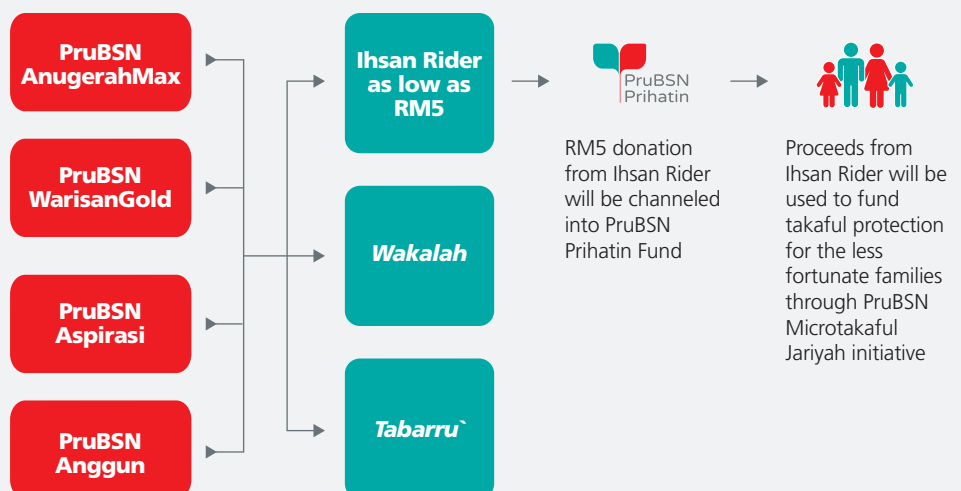 PruBSN
AnugerahMax
PruBSN
WarisanGold
PruBSN
Aspirasi
PruBSN
Anggun
Ihsan Rider
as low as
RM5
Wakalah
Tabarru`
PruBSN
Prihatin
RM5 donation
from Ihsan Rider
will be channeled
into PruBSN
Prihatin Fund
Proceeds from
Ihsan Rider will be
used to fund
takaful protection
for the less
fortunate families
through PruBSN
Microtakaful
Jariyah initiative